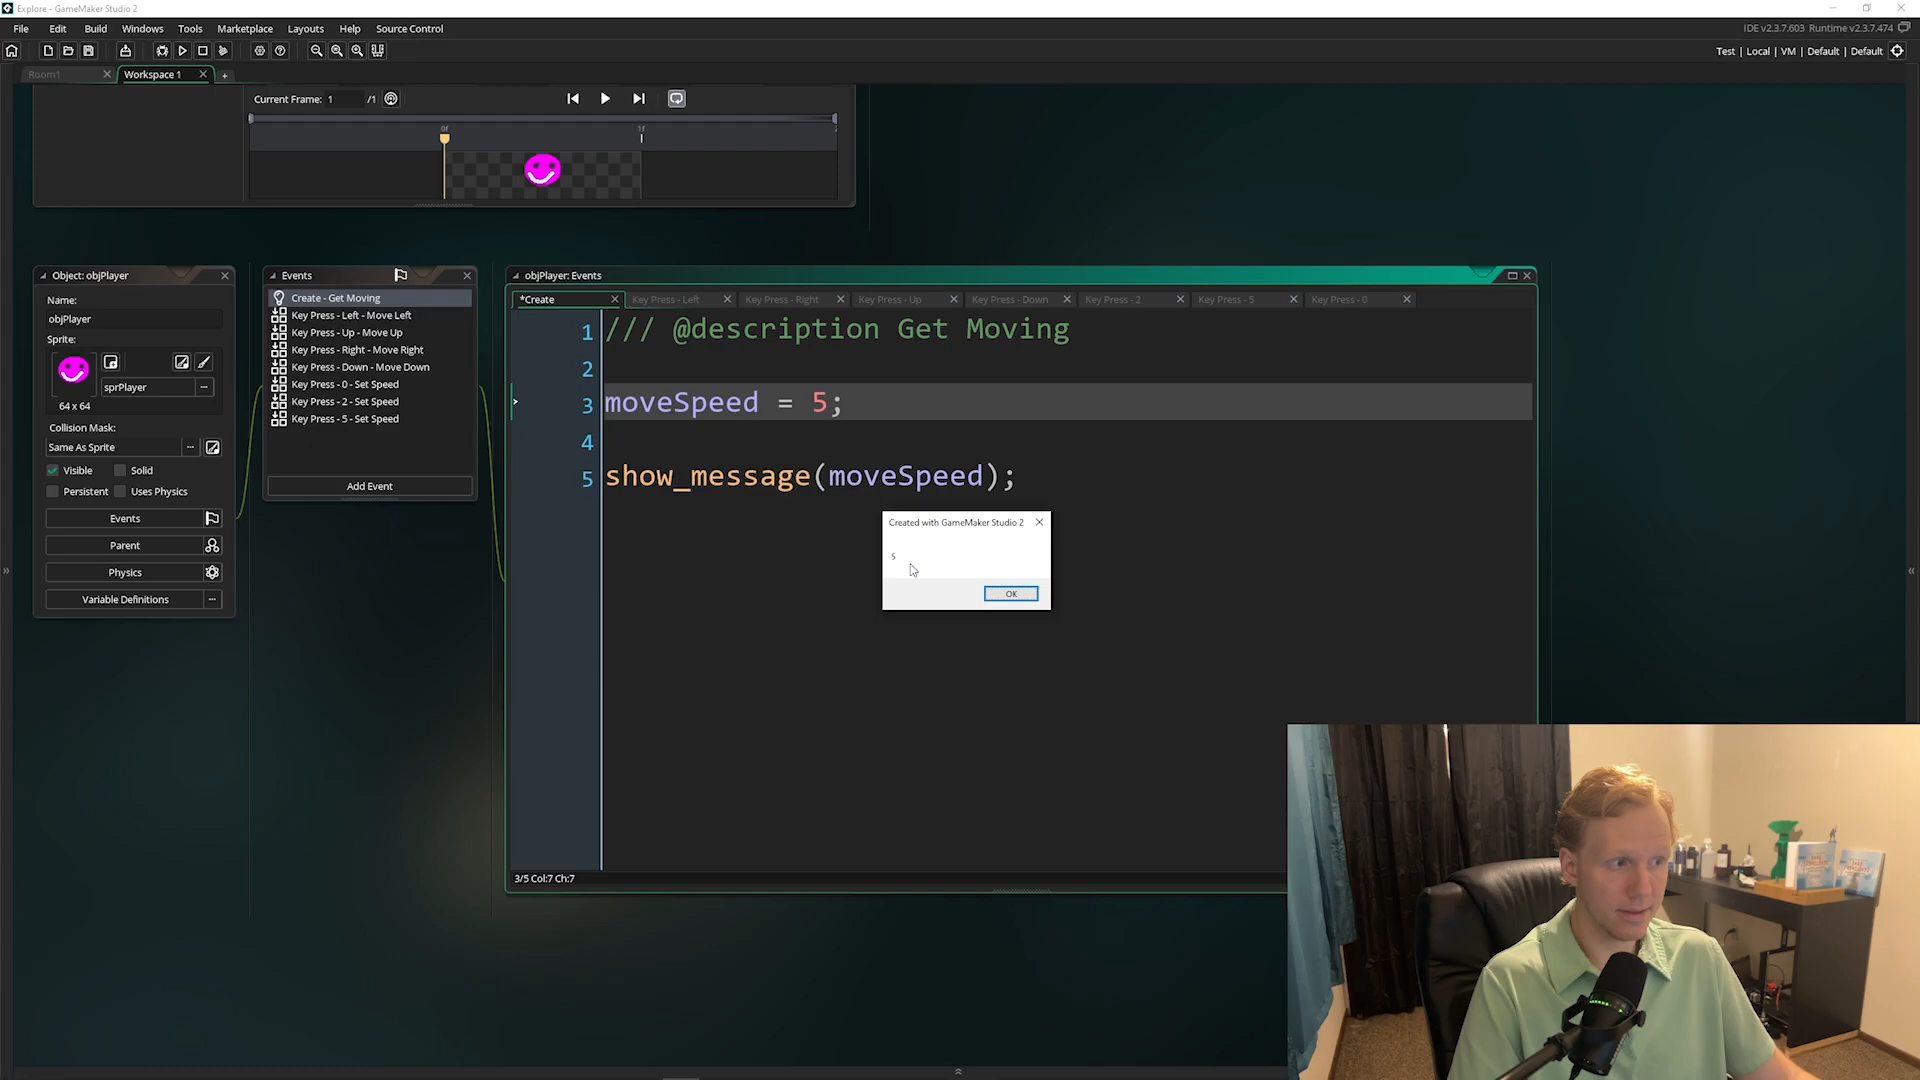 Explore - GameMaker Studio 2
File Edit Build Windows Tools Marketplace Layouts Help Source Control
IDE v2.3.7.603 Runtime v2.3.7.474
Test | Local | VM | Default | Default
Room1
Workspace 1
Current Frame: 1 /1
0f
1f
Object: objPlayer
Name:
objPlayer
Sprite:
sprPlayer
64 x 64
Collision Mask:
Same As Sprite
Visible Solid
Persistent Uses Physics
Events
Parent
Physics
Variable Definitions
Events
Create - Get Moving
Key Press - Left - Move Left
Key Press - Up - Move Up
Key Press - Right - Move Right
Key Press - Down - Move Down
Key Press - 0 - Set Speed
Key Press - 2 - Set Speed
Key Press - 5 - Set Speed
Add Event
objPlayer: Events
*Create Key Press - Left Key Press - Right Key Press - Up Key Press - Down Key Press - 2 Key Press - 5 Key Press - 0
1 /// @description Get Moving
2
3 moveSpeed = 5;
4
5 show_message(moveSpeed);
Created with GameMaker Studio 2
5
OK
3/5 Col:7 Ch:7